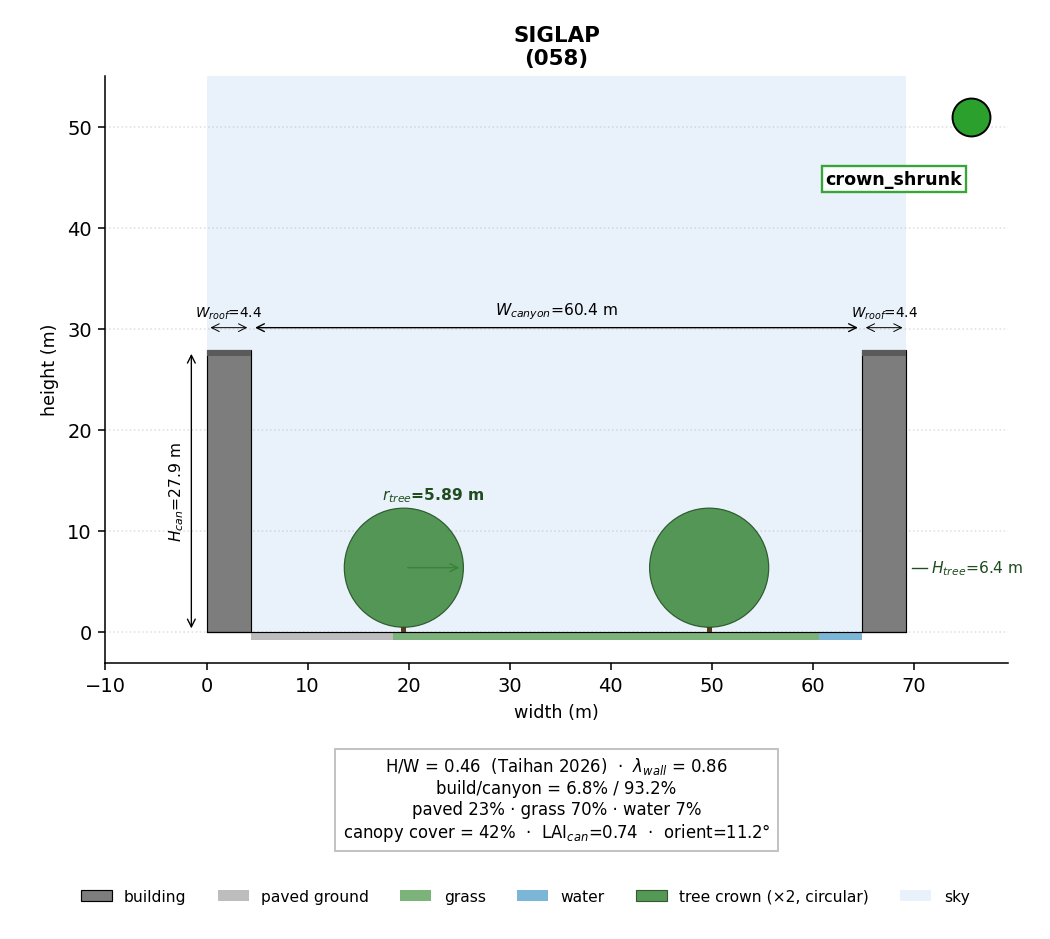 SIGLAP
(058)
50
40
30
20
10
0
height (m)
crown_shrunk
W_roof=4.4
W_canyon=60.4 m
W_roof=4.4
H_can=27.9 m
r_tree=5.89 m
H_tree=6.4 m
−10 0 10 20 30 40 50 60 70
width (m)
H/W = 0.46 (Taihan 2026) · λ_wall = 0.86
build/canyon = 6.8% / 93.2%
paved 23% · grass 70% · water 7%
canopy cover = 42% · LAI_can=0.74 · orient=11.2°
building paved ground grass water tree crown (×2, circular) sky